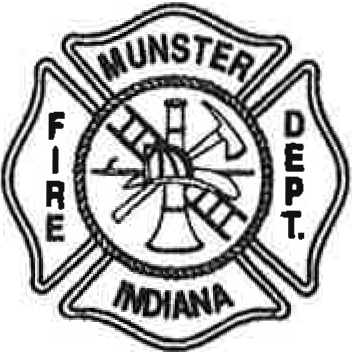 MUNSTER
FIRE
DEPT.
INDIANA